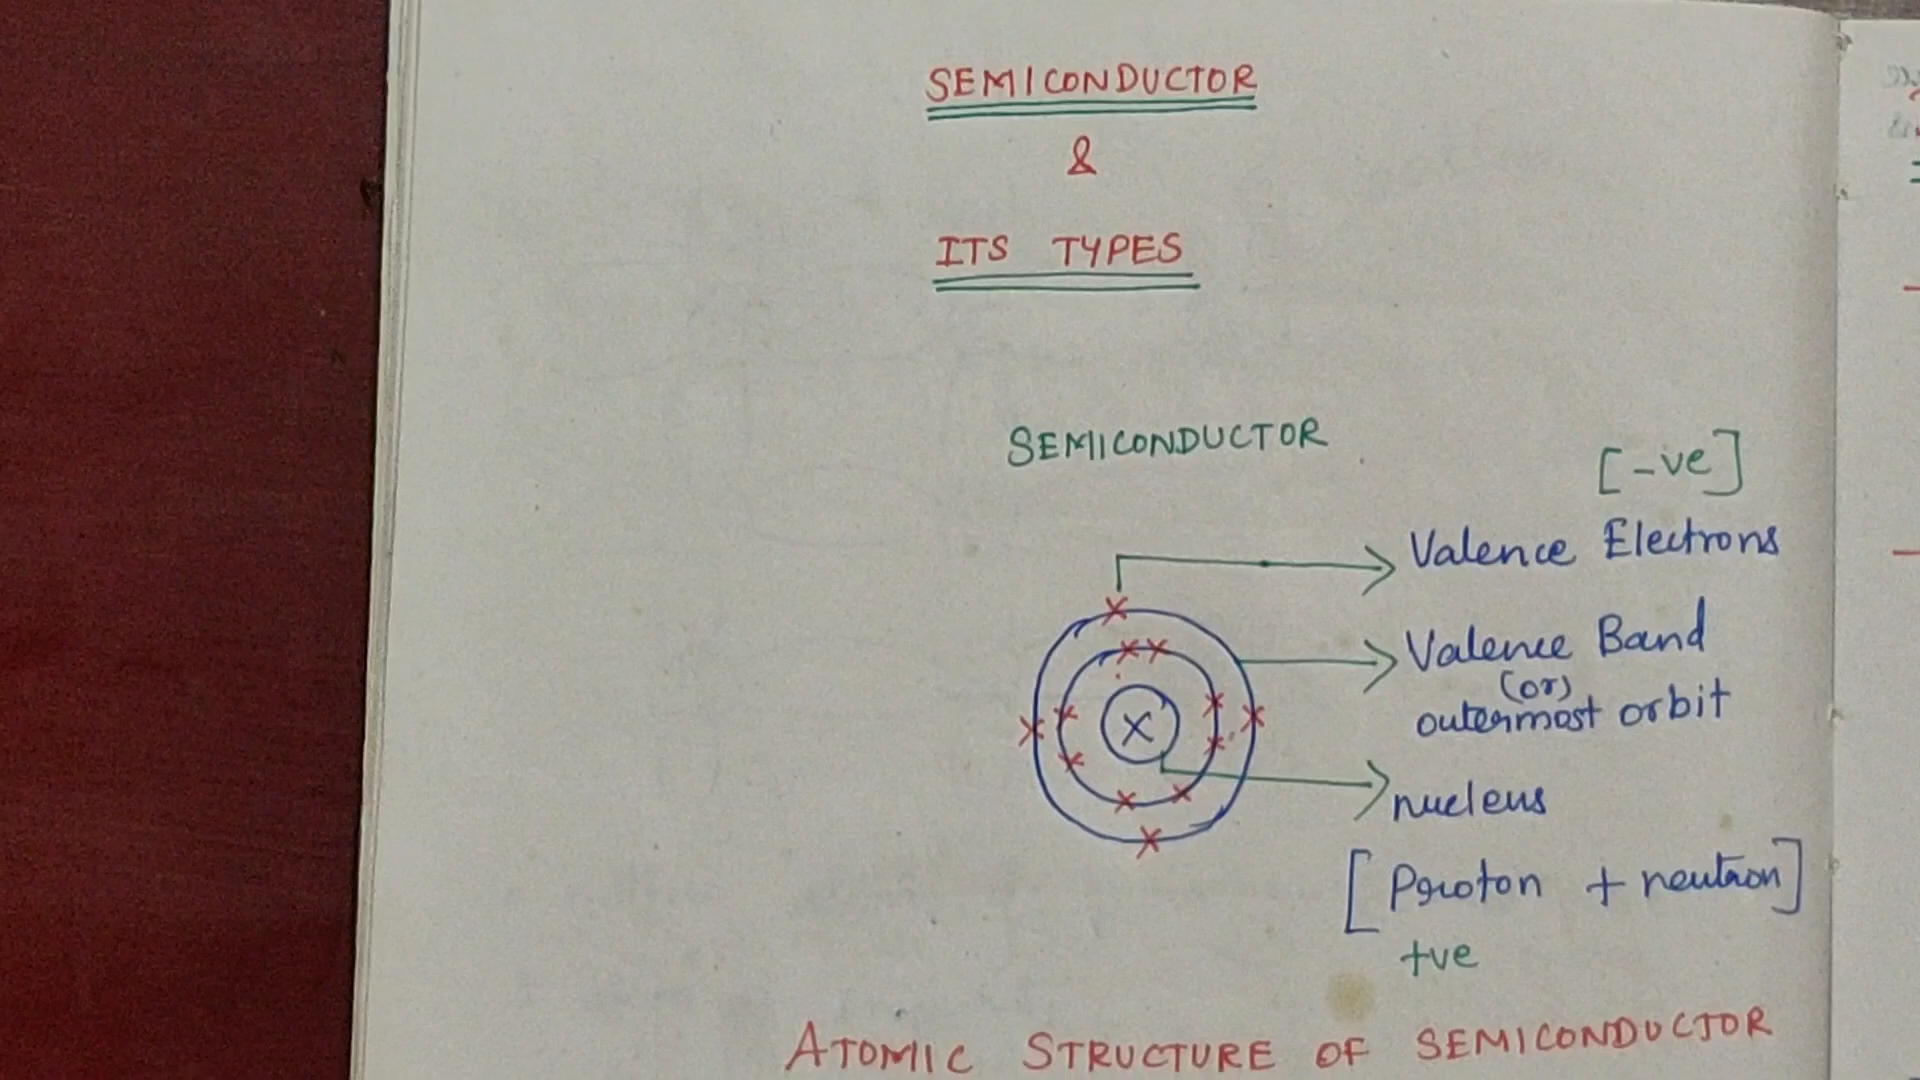 SEMICONDUCTOR
&
ITS TYPES
SEMICONDUCTOR
[-ve]
Valence Electrons
Valence Band
(or)
outermost orbit
X
nucleus
[Proton + neutron]
+ve
ATOMIC STRUCTURE OF SEMICONDUCTOR